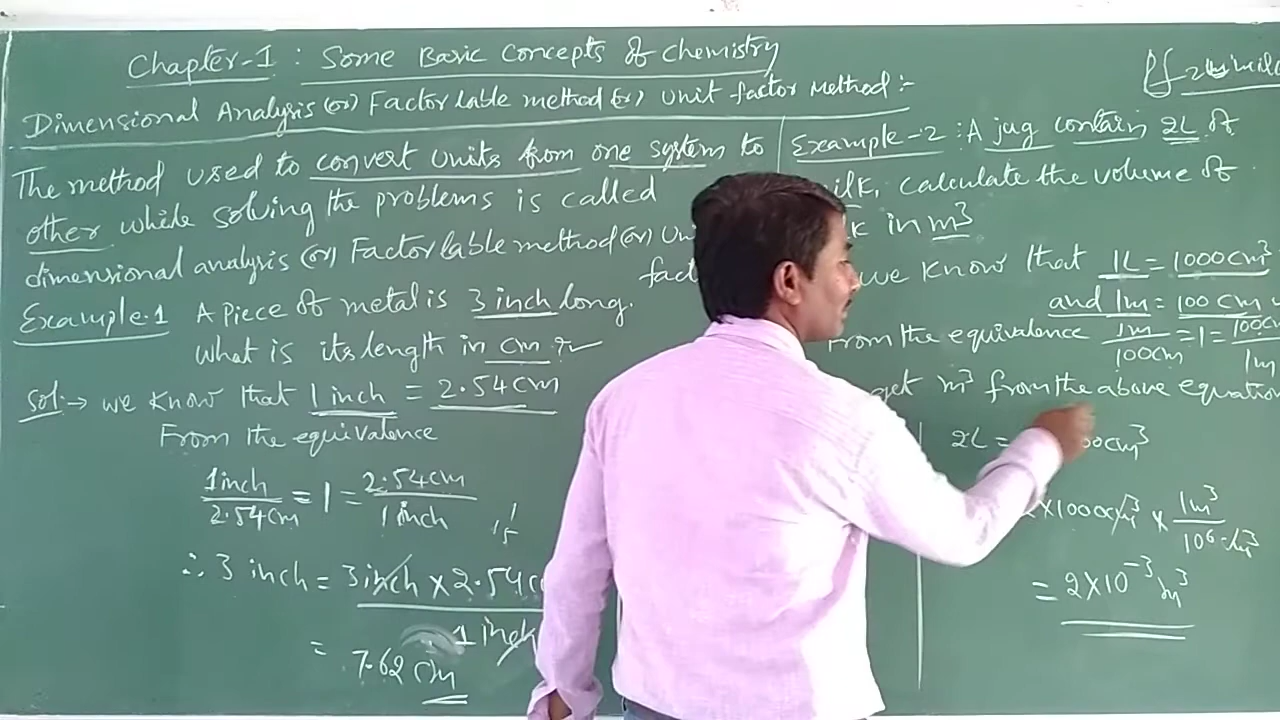 Chapter-1 : Some Basic Concepts of Chemistry
Dimensional Analysis (or) Factor lable method (or) Unit factor Method :-
The method used to convert units from one system to
other while solving the problems is called
dimensional analysis (or) Factor lable method (or)
Example.1 A piece of metal is 3 inch long.
What is its length in cm ?
Sol:→ we know that 1 inch = 2.54 cm
From the equivalence
1 inch / 2.54 cm = 1 = 2.54 cm / 1 inch
∴ 3 inch = 3 inch × 2.54 / 1 inch
= 7.62 cm
Example-2 : A jug contain 2L of
calculate the volume of
in m³
we know that 1L = 1000 cm³
and 1m = 100 cm
From the equivalence 1m / 100cm = 1 = 100cm / 1m
get m³ from the above equation
2L = cm³
2 × 1000 cm³ × 1m³ / 10⁶ cm³
= 2×10⁻³ m³